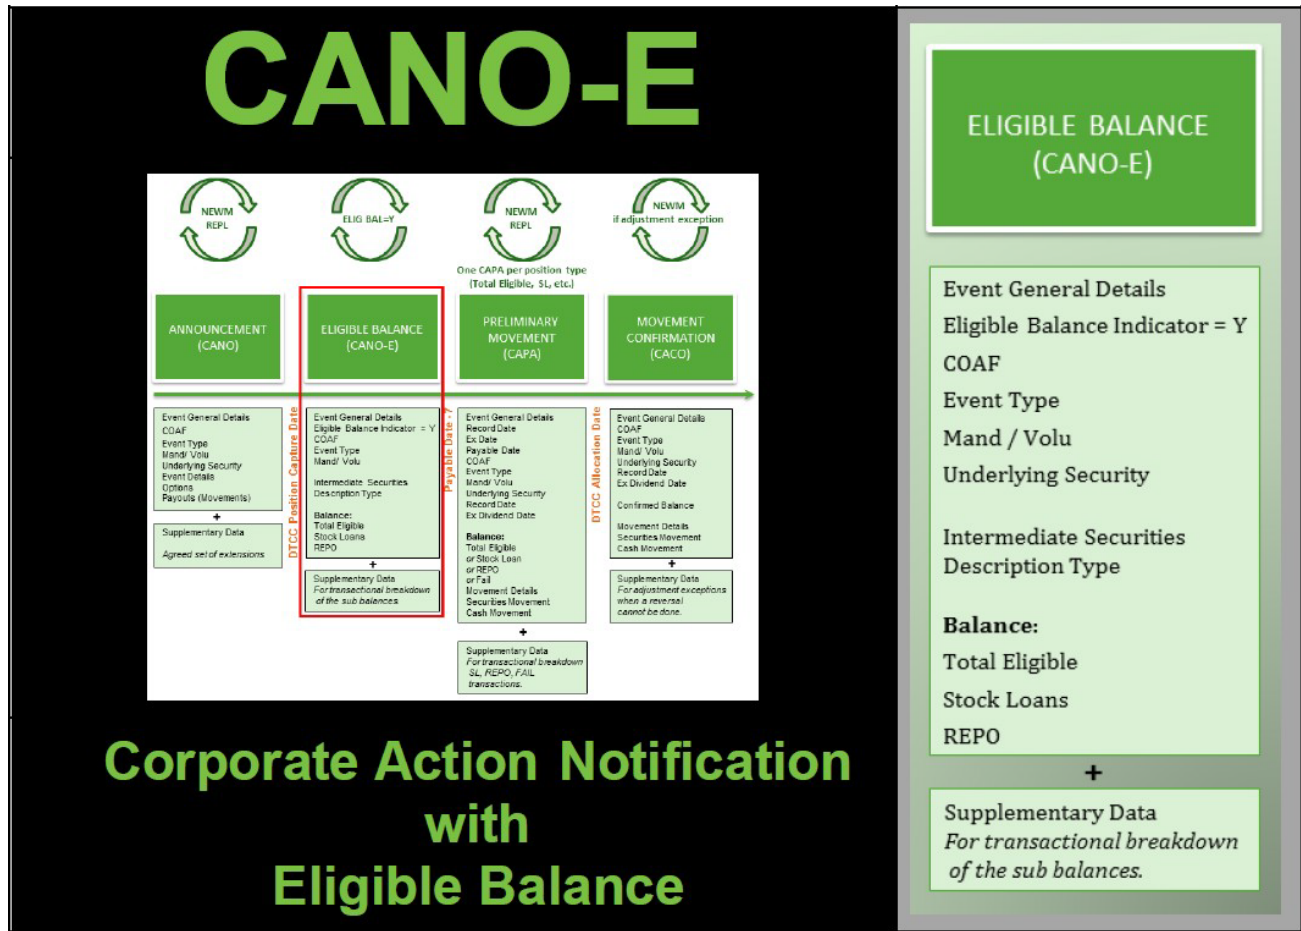 CANO-E
NEWM
REPL
ELIG BAL=Y
NEWM
REPL
NEWM
if adjustment exception
One CAPA per position type
(Total Eligible, SL, etc.)
ANNOUNCEMENT
(CANO)
ELIGIBLE BALANCE
(CANO-E)
PRELIMINARY
MOVEMENT
(CAPA)
MOVEMENT
CONFIRMATION
(CACO)
Event General Details
COAF
Event Type
Mand/ Volu
Underlying Security
Event Details
Options
Payouts (Movements)
+
Supplementary Data
Agreed set of extensions
DTCC Position Capture Date
Event General Details
Eligible Balance Indicator = Y
COAF
Event Type
Mand/ Volu
Intermediate Securities
Description Type
Balance:
Total Eligible
Stock Loans
REPO
+
Supplementary Data
For transactional breakdown
of the sub balances
Payable Date - 7
Event General Details
Record Date
Ex Date
Payable Date
COAF
Event Type
Mand/ Volu
Underlying Security
Record Date
Ex Dividend Date
Balance:
Total Eligible
or Stock Loan
or REPO
or Fail
Movement Details
Securities Movement
Cash Movement
+
Supplementary Data
For transactional breakdown
SL, REPO, FAIL
transactions.
DTCC Allocation Date
Event General Details
COAF
Event Type
Mand/ Volu
Underlying Security
Record Date
Ex Dividend Date
Confirmed Balance
Movement Details
Securities Movement
Cash Movement
+
Supplementary Data
For adjustment exceptions
when a reversal
cannot be done.
Corporate Action Notification
with
Eligible Balance
ELIGIBLE BALANCE
(CANO-E)
Event General Details
Eligible Balance Indicator = Y
COAF
Event Type
Mand / Volu
Underlying Security
Intermediate Securities
Description Type
Balance:
Total Eligible
Stock Loans
REPO
+
Supplementary Data
For transactional breakdown
of the sub balances.